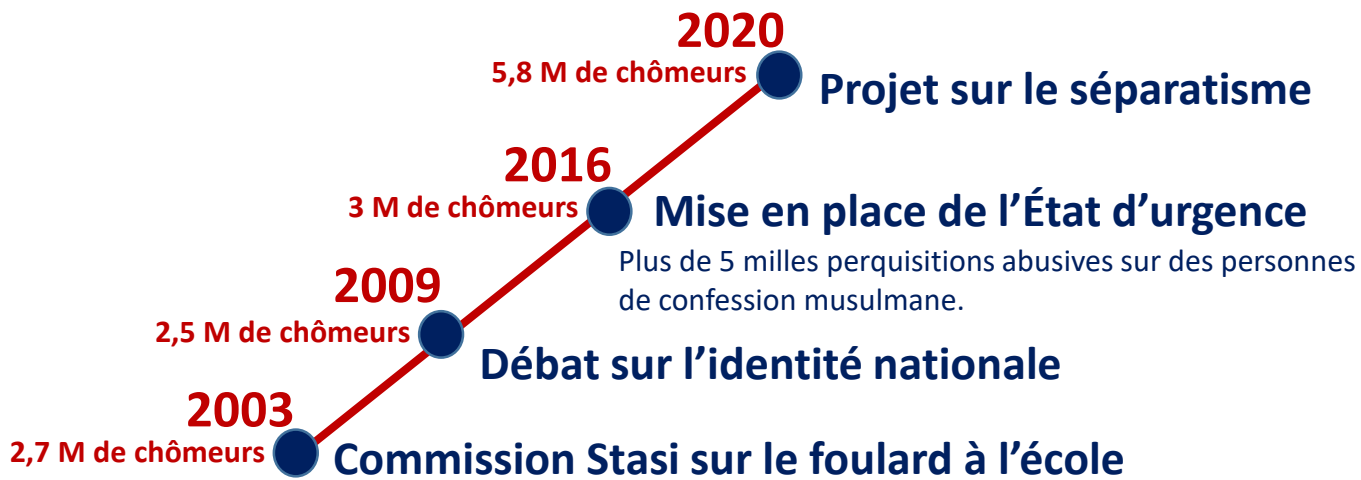 2020
5,8 M de chômeurs
Projet sur le séparatisme
2016
3 M de chômeurs
Mise en place de l’État d’urgence
Plus de 5 milles perquisitions abusives sur des personnes
de confession musulmane.
2009
2,5 M de chômeurs
Débat sur l’identité nationale
2003
2,7 M de chômeurs
Commission Stasi sur le foulard à l’école